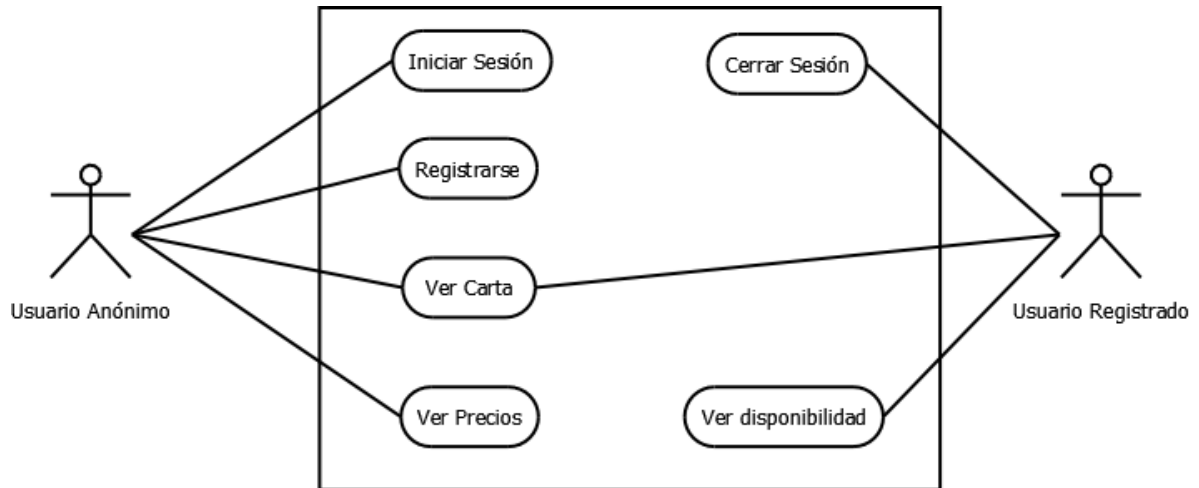 Iniciar Sesión
Cerrar Sesión
Registrarse
Ver Carta
Usuario Anónimo
Usuario Registrado
Ver Precios
Ver disponibilidad